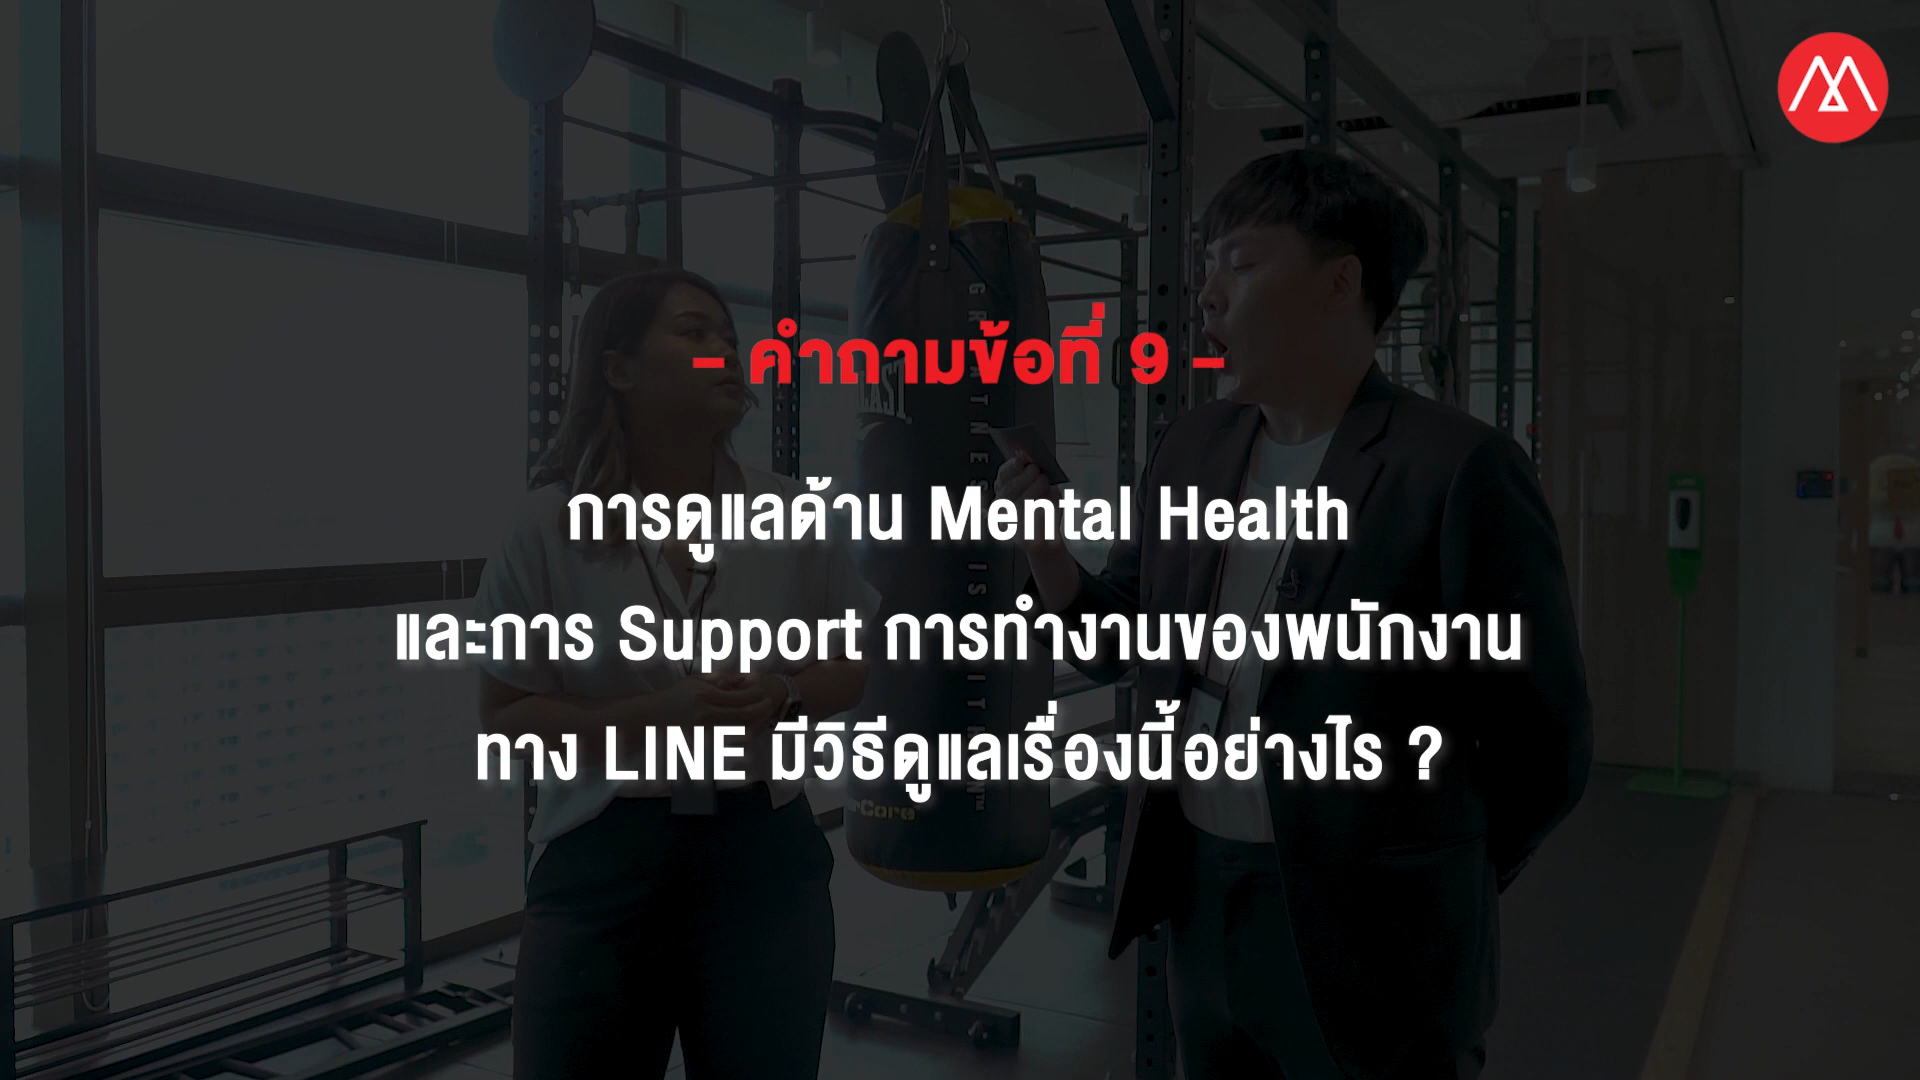 – คำถามข้อที่ 9 –
การดูแลด้าน Mental Health
และการ Support การทำงานของพนักงาน
ทาง LINE มีวิธีดูแลเรื่องนี้อย่างไร ?